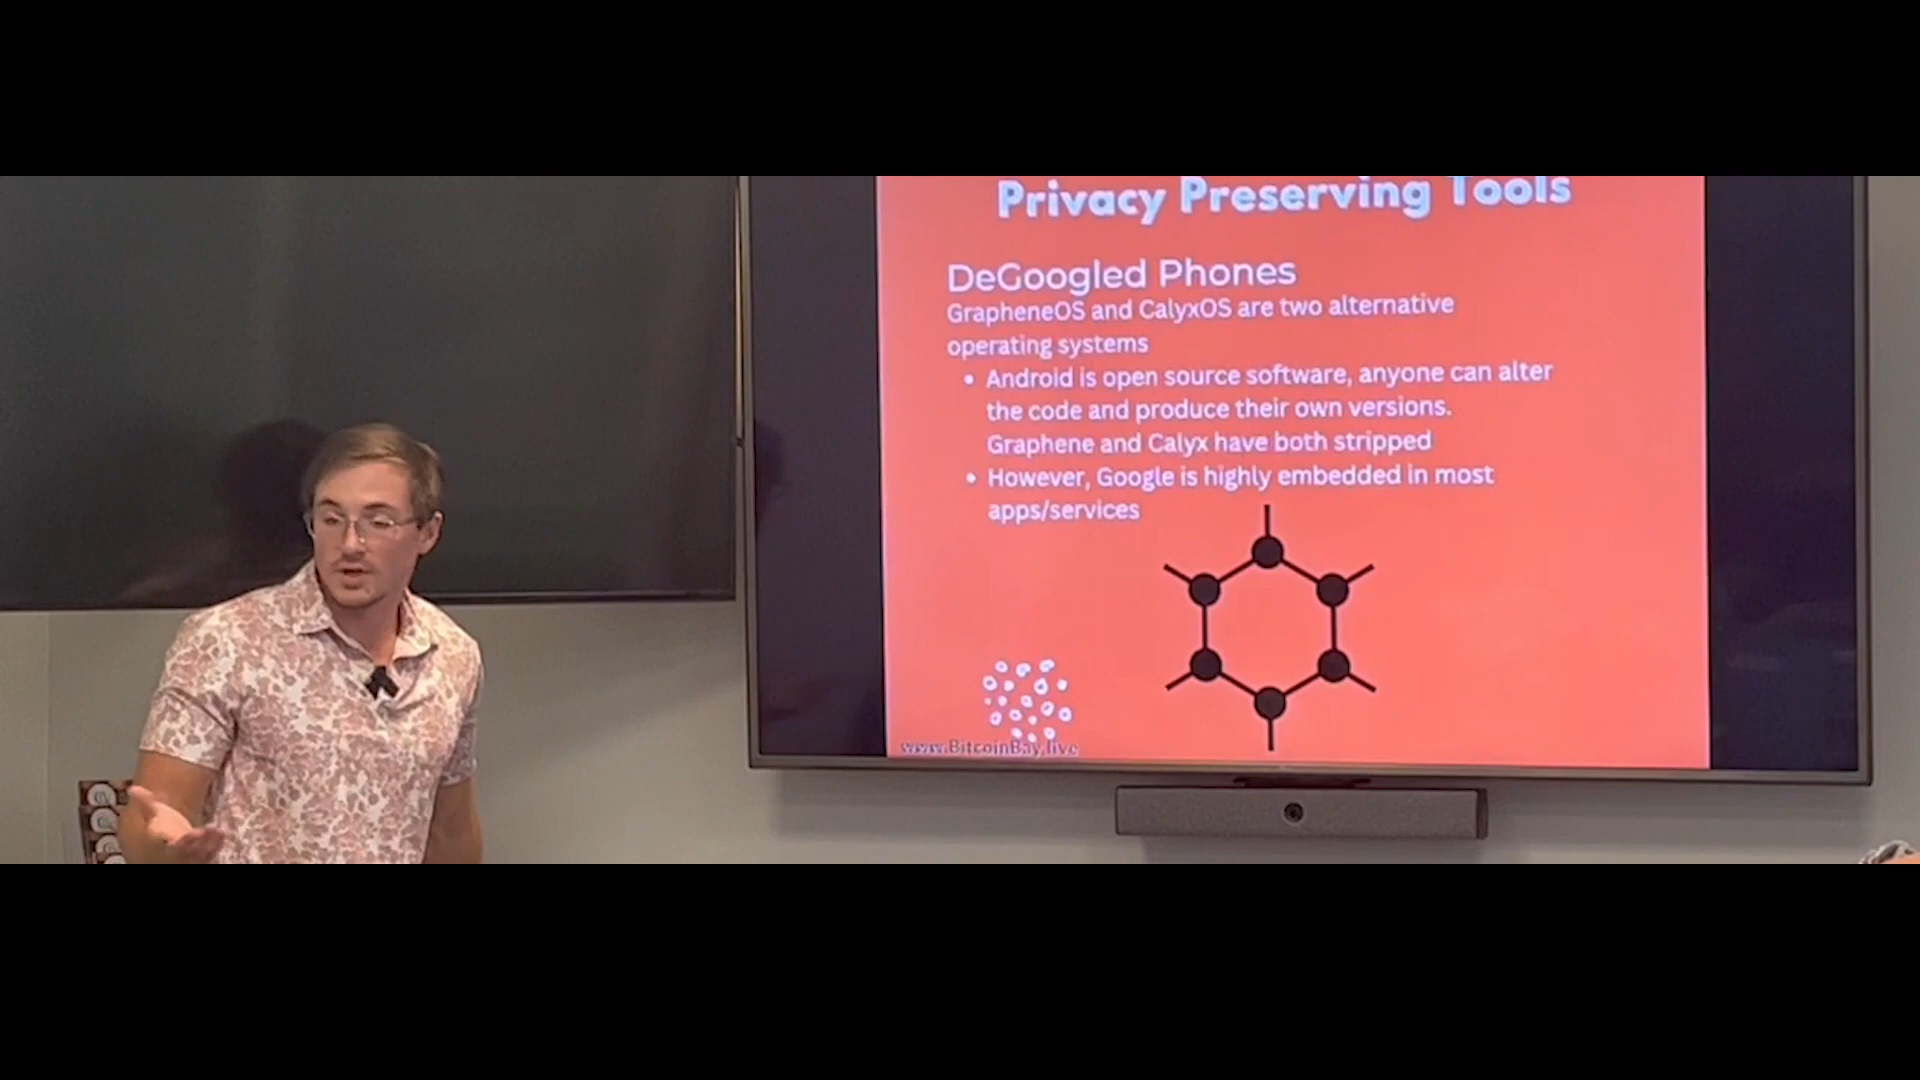 Privacy Preserving Tools
DeGoogled Phones
GrapheneOS and CalyxOS are two alternative
operating systems
• Android is open source software, anyone can alter
the code and produce their own versions.
Graphene and Calyx have both stripped
• However, Google is highly embedded in most
apps/services
www.BitcoinBay.live